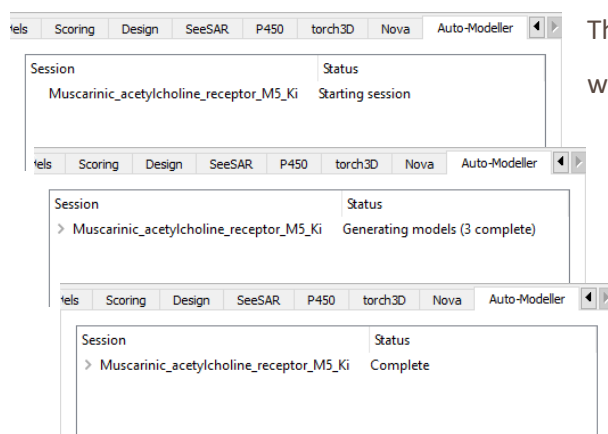 els Scoring Design SeeSAR P450 torch3D Nova Auto-Modeller
Session Status
Muscarinic_acetylcholine_receptor_M5_Ki Starting session
els Scoring Design SeeSAR P450 torch3D Nova Auto-Modeller
Session Status
Muscarinic_acetylcholine_receptor_M5_Ki Generating models (3 complete)
els Scoring Design SeeSAR P450 torch3D Nova Auto-Modeller
Session Status
Muscarinic_acetylcholine_receptor_M5_Ki Complete
Th
w